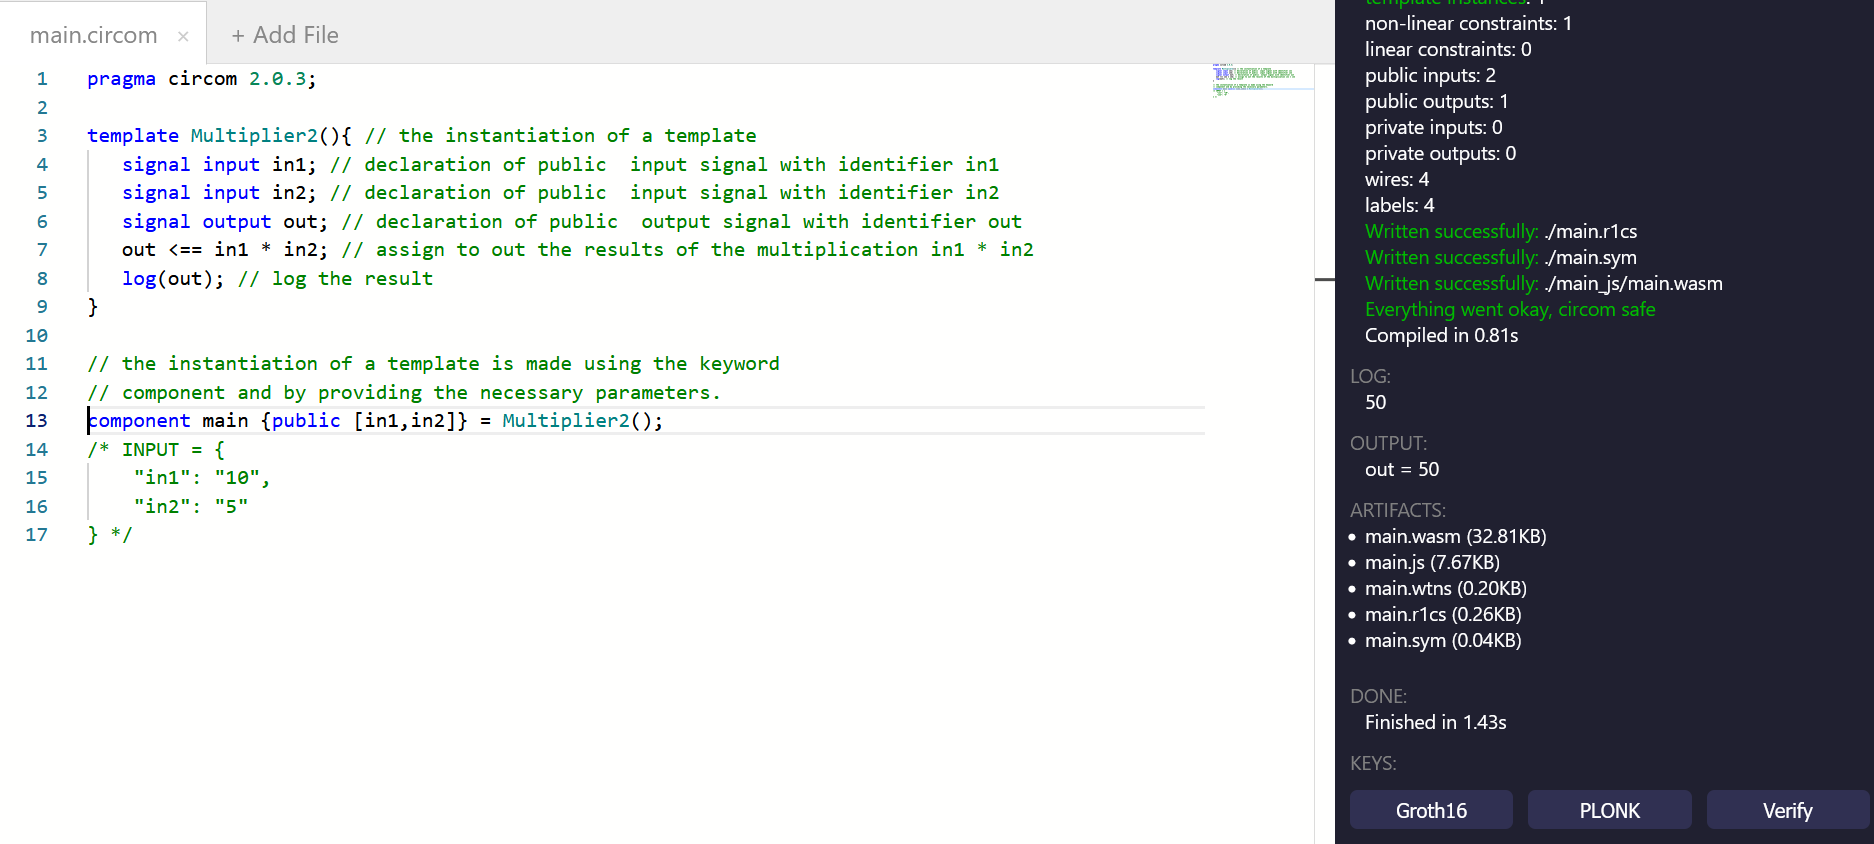 main.circom × + Add File
1 pragma circom 2.0.3;
2
3 template Multiplier2(){ // the instantiation of a template
4 signal input in1; // declaration of public  input signal with identifier in1
5 signal input in2; // declaration of public  input signal with identifier in2
6 signal output out; // declaration of public  output signal with identifier out
7 out <== in1 * in2; // assign to out the results of the multiplication in1 * in2
8 log(out); // log the result
9 }
10
11 // the instantiation of a template is made using the keyword
12 // component and by providing the necessary parameters.
13 component main {public [in1,in2]} = Multiplier2();
14 /* INPUT = {
15 "in1": "10",
16 "in2": "5"
17 } */
template instances: 1
non-linear constraints: 1
linear constraints: 0
public inputs: 2
public outputs: 1
private inputs: 0
private outputs: 0
wires: 4
labels: 4
Written successfully: ./main.r1cs
Written successfully: ./main.sym
Written successfully: ./main_js/main.wasm
Everything went okay, circom safe
Compiled in 0.81s
LOG:
50
OUTPUT:
out = 50
ARTIFACTS:
• main.wasm (32.81KB)
• main.js (7.67KB)
• main.wtns (0.20KB)
• main.r1cs (0.26KB)
• main.sym (0.04KB)
DONE:
Finished in 1.43s
KEYS:
Groth16 PLONK Verify